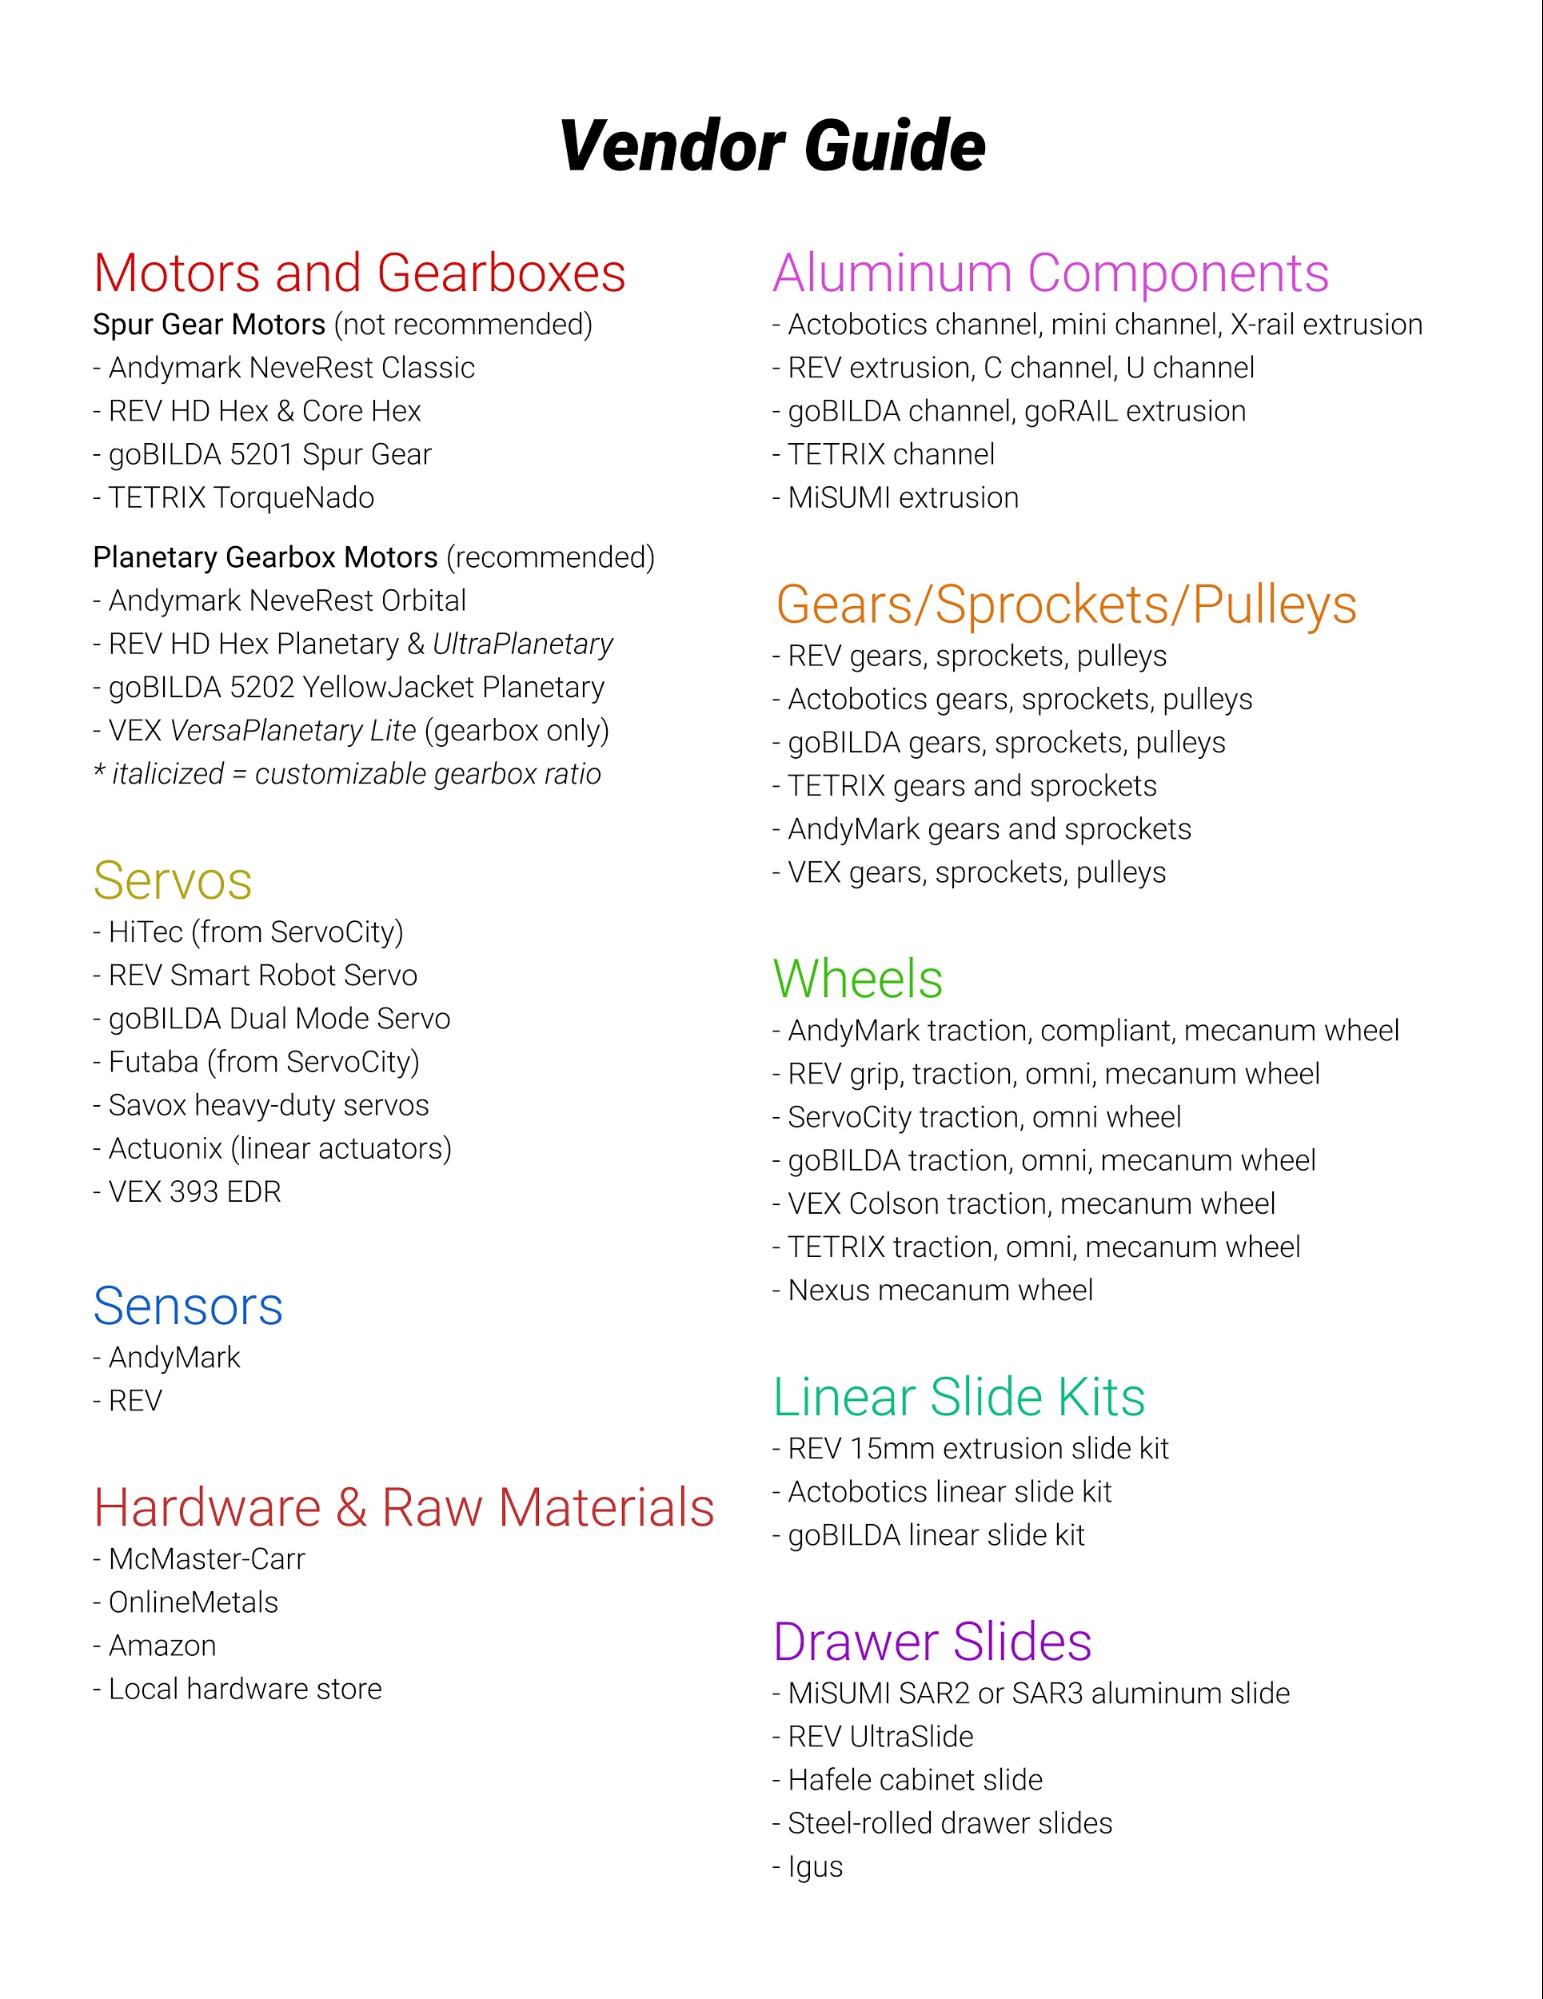 Vendor Guide
Motors and Gearboxes
Spur Gear Motors (not recommended)
- Andymark NeveRest Classic
- REV HD Hex & Core Hex
- goBILDA 5201 Spur Gear
- TETRIX TorqueNado
Planetary Gearbox Motors (recommended)
- Andymark NeveRest Orbital
- REV HD Hex Planetary & UltraPlanetary
- goBILDA 5202 YellowJacket Planetary
- VEX VersaPlanetary Lite (gearbox only)
* italicized = customizable gearbox ratio
Servos
- HiTec (from ServoCity)
- REV Smart Robot Servo
- goBILDA Dual Mode Servo
- Futaba (from ServoCity)
- Savox heavy-duty servos
- Actuonix (linear actuators)
- VEX 393 EDR
Sensors
- AndyMark
- REV
Hardware & Raw Materials
- McMaster-Carr
- OnlineMetals
- Amazon
- Local hardware store
Aluminum Components
- Actobotics channel, mini channel, X-rail extrusion
- REV extrusion, C channel, U channel
- goBILDA channel, goRAIL extrusion
- TETRIX channel
- MiSUMI extrusion
Gears/Sprockets/Pulleys
- REV gears, sprockets, pulleys
- Actobotics gears, sprockets, pulleys
- goBILDA gears, sprockets, pulleys
- TETRIX gears and sprockets
- AndyMark gears and sprockets
- VEX gears, sprockets, pulleys
Wheels
- AndyMark traction, compliant, mecanum wheel
- REV grip, traction, omni, mecanum wheel
- ServoCity traction, omni wheel
- goBILDA traction, omni, mecanum wheel
- VEX Colson traction, mecanum wheel
- TETRIX traction, omni, mecanum wheel
- Nexus mecanum wheel
Linear Slide Kits
- REV 15mm extrusion slide kit
- Actobotics linear slide kit
- goBILDA linear slide kit
Drawer Slides
- MiSUMI SAR2 or SAR3 aluminum slide
- REV UltraSlide
- Hafele cabinet slide
- Steel-rolled drawer slides
- Igus